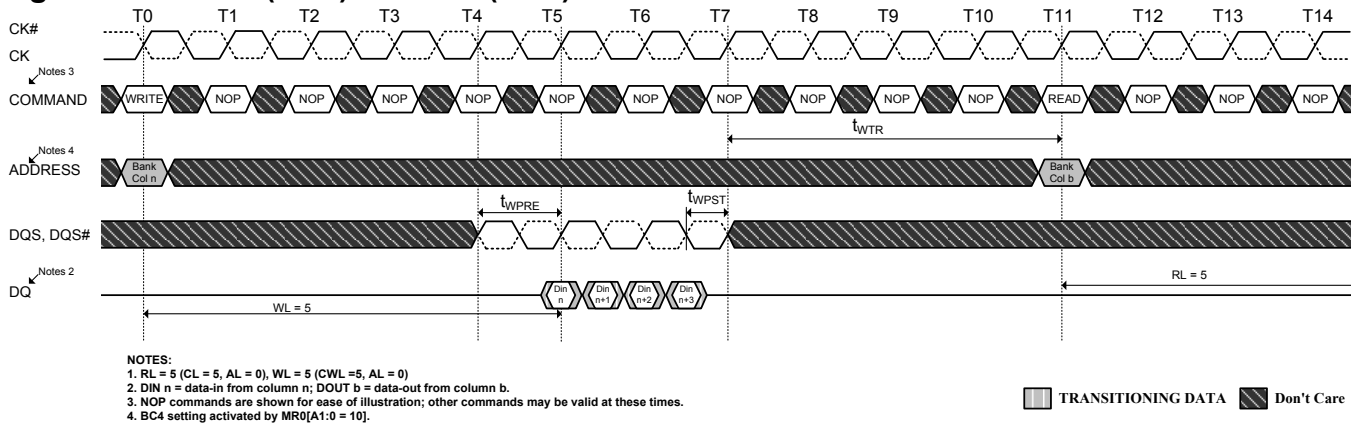 T0 T1 T2 T3 T4 T5 T6 T7 T8 T9 T10 T11 T12 T13 T14
CK#
CK
Notes 3
COMMAND WRITE NOP NOP NOP NOP NOP NOP NOP NOP NOP NOP READ NOP NOP NOP
tWTR
Notes 4
ADDRESS
Bank
Col n
Bank
Col b
tWPRE
tWPST
DQS, DQS#
Notes 2
DQ
Din
n
Din
n+1
Din
n+2
Din
n+3
RL = 5
WL = 5
NOTES:
1. RL = 5 (CL = 5, AL = 0), WL = 5 (CWL =5, AL = 0)
2. DIN n = data-in from column n; DOUT b = data-out from column b.
3. NOP commands are shown for ease of illustration; other commands may be valid at these times.
4. BC4 setting activated by MR0[A1:0 = 10].
TRANSITIONING DATA
Don't Care